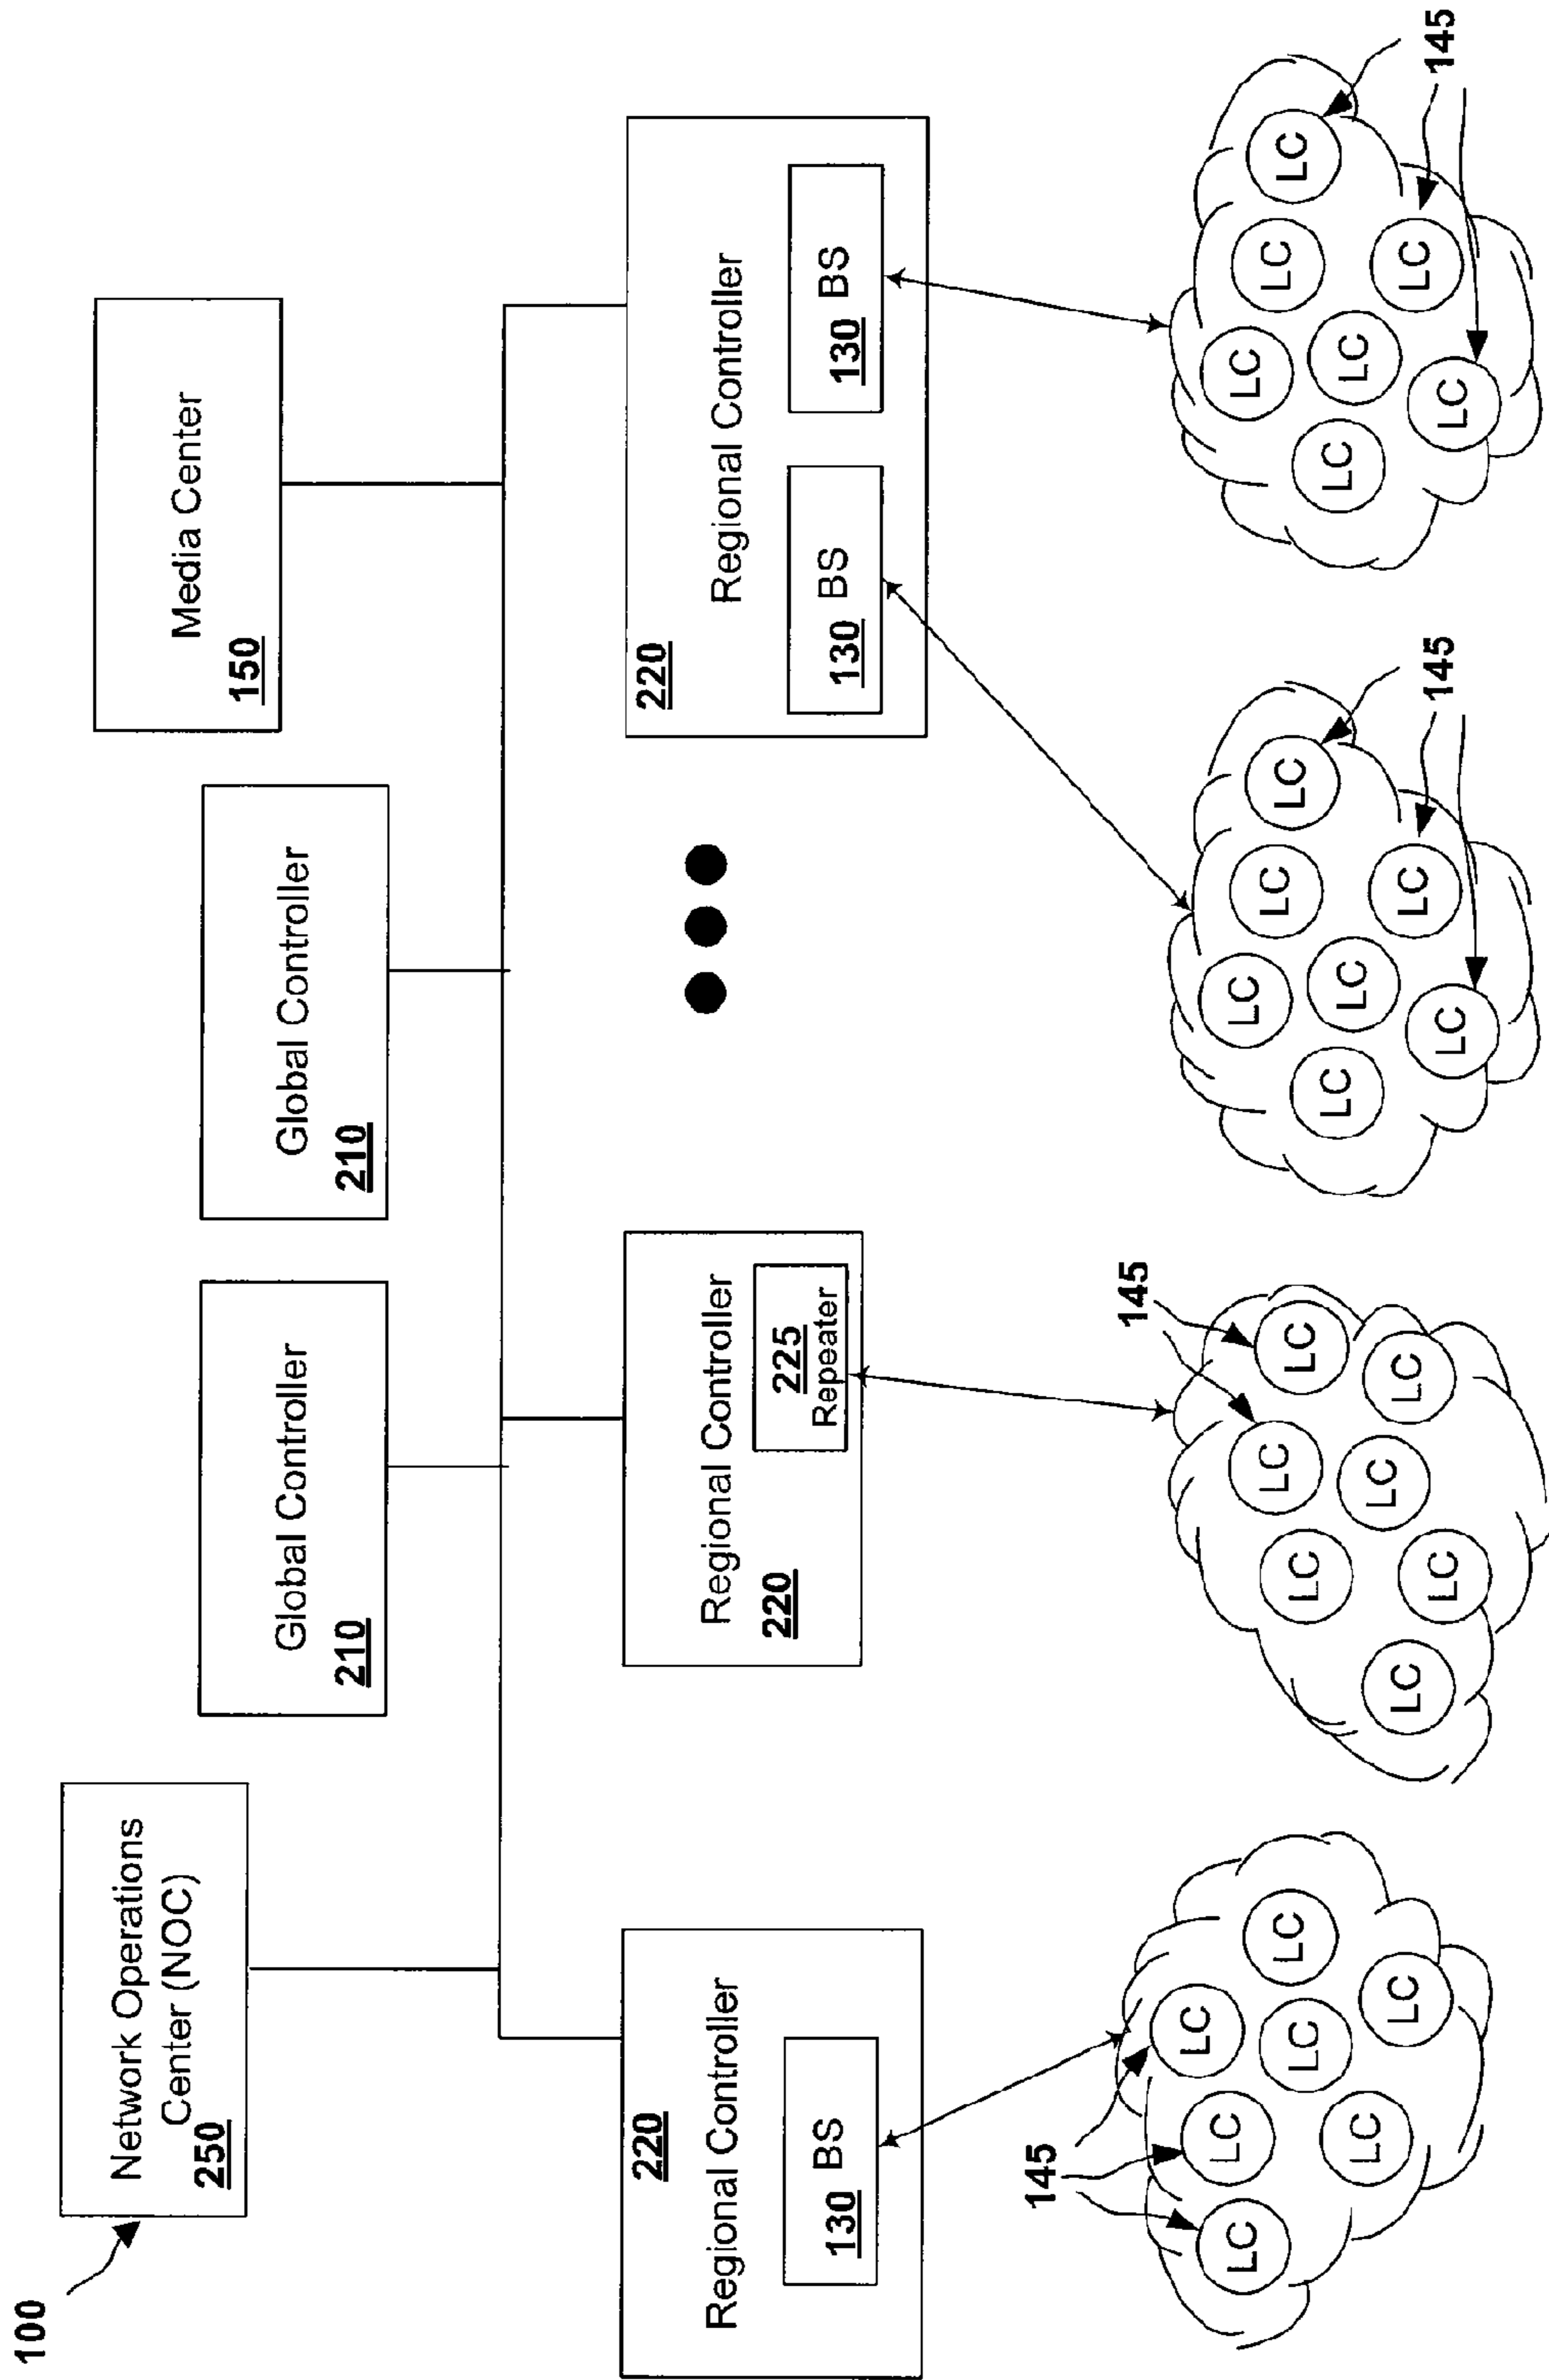 100
Network Operations
Center (NOC)
250
Global Controller
210
Global Controller
210
Media Center
150
220
Regional Controller
130 BS
Regional Controller
220
225
Repeater
220
Regional Controller
130 BS
130 BS
145
LC
LC
LC
LC
LC
LC
LC
145
LC
LC
LC
LC
LC
LC
LC
145
LC
LC
LC
LC
LC
LC
LC
145
LC
LC
LC
LC
LC
LC
LC